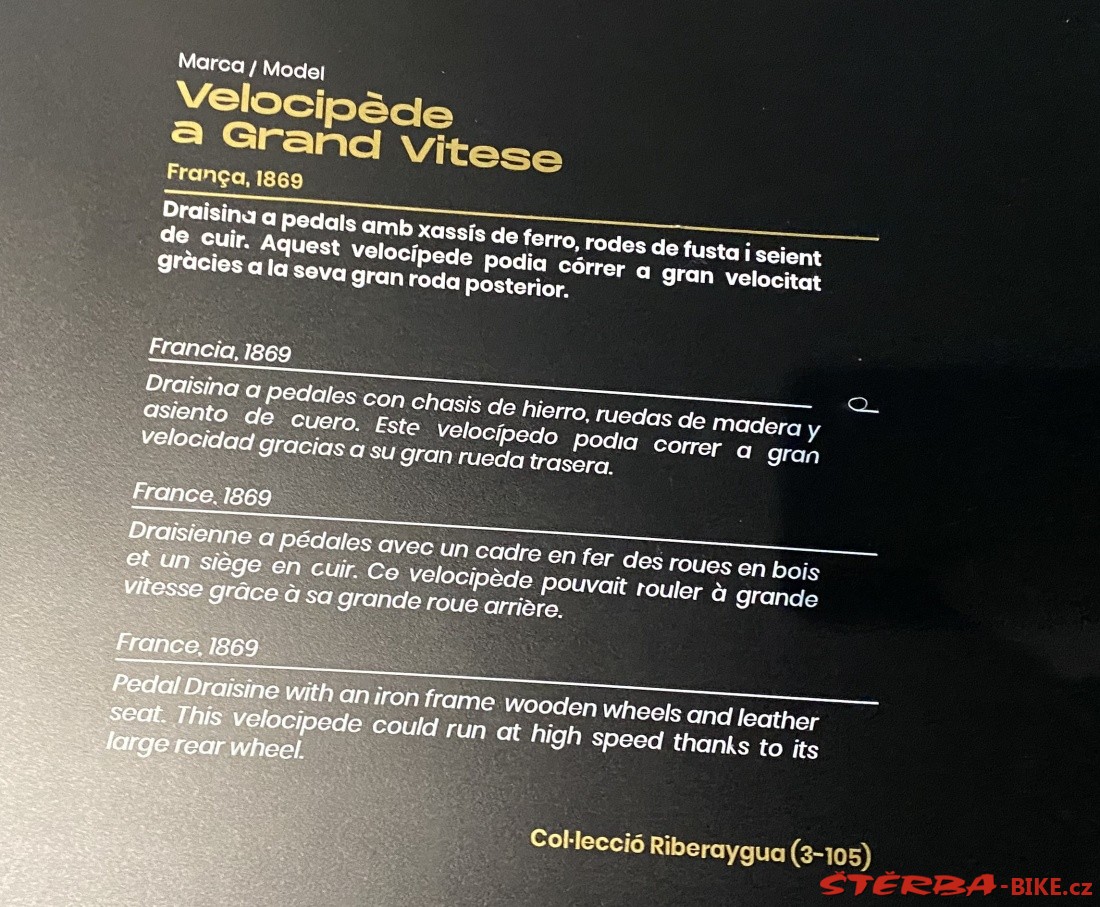 Marca / Model
Velocipède
a Grand Vitese
França, 1869
Draisina a pedals amb xassís de ferro, rodes de fusta i seient
de cuir. Aquest velocípede podia córrer a gran velocitat
gràcies a la seva gran roda posterior.
Francia, 1869
Draisina a pedales con chasis de hierro, ruedas de madera y
asiento de cuero. Este velocípedo podia correr a gran
velocidad gracias a su gran rueda trasera.
France, 1869
Draisienne a pédales avec un cadre en fer des roues en bois
et un siège en cuir. Ce velocipède pouvait rouler à grande
vitesse grâce à sa grande roue arrière.
France, 1869
Pedal Draisine with an iron frame wooden wheels and leather
seat. This velocipede could run at high speed thanks to its
large rear wheel.
Col·lecció Riberaygua (3-105)
ŠTĚRBA-BIKE.cz